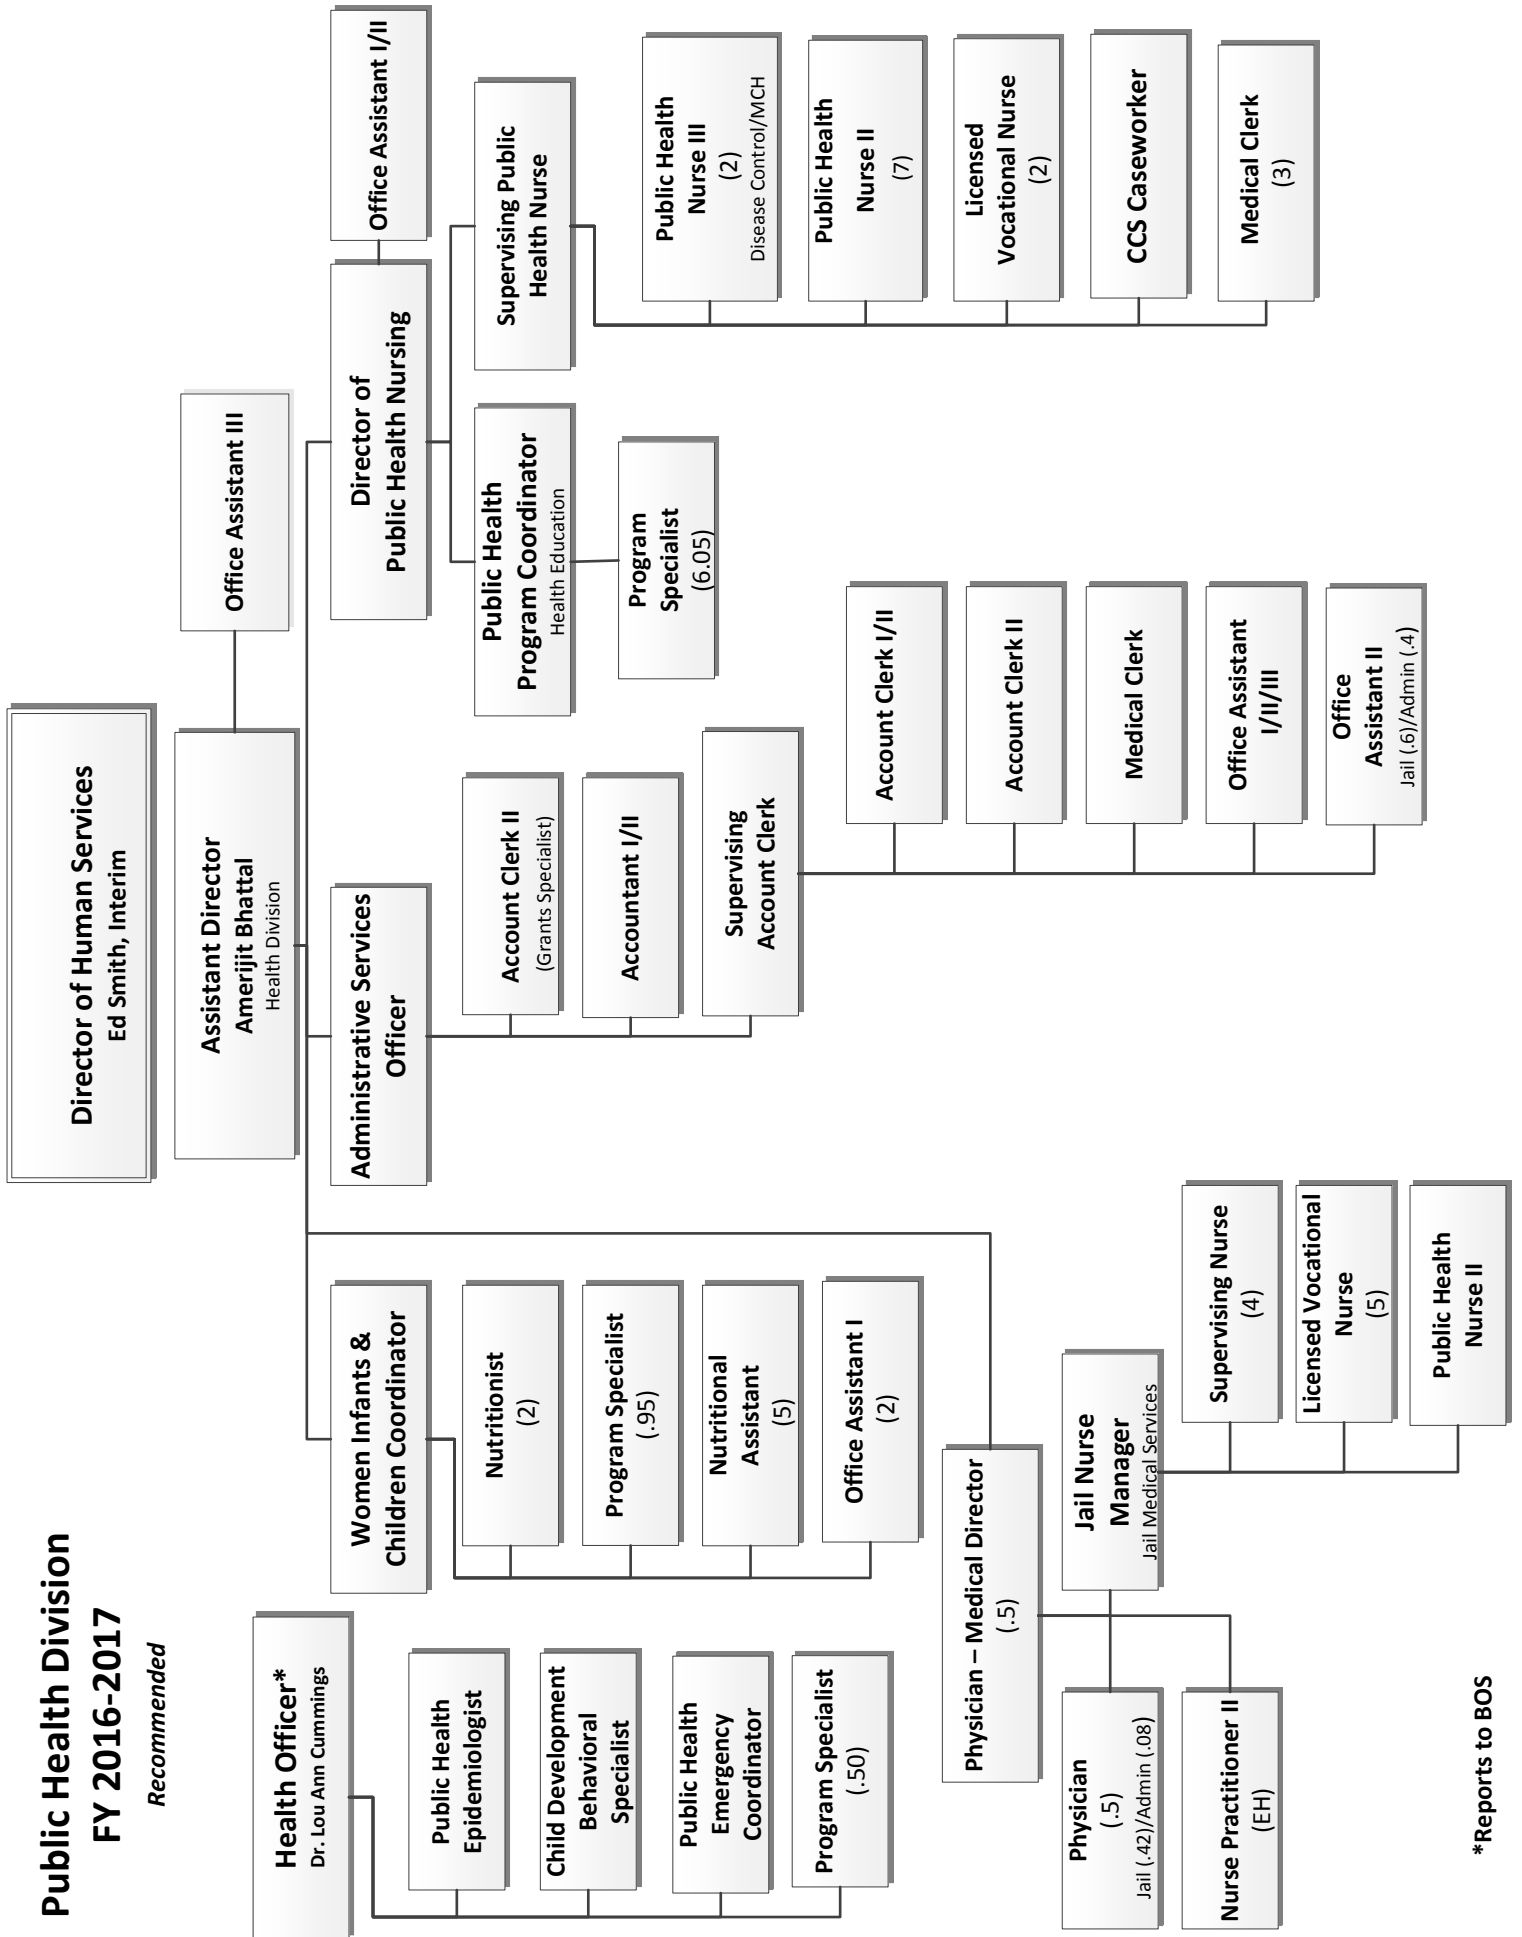 Public Health Division
FY 2016-2017
Recommended
Director of Human Services
Ed Smith, Interim
Assistant Director
Amerijit Bhattal
Health Division
Office Assistant III
Health Officer*
Dr. Lou Ann Cummings
Public Health
Epidemiologist
Child Development
Behavioral
Specialist
Public Health
Emergency
Coordinator
Program Specialist
(.50)
Women Infants &
Children Coordinator
Nutritionist
(2)
Program Specialist
(.95)
Nutritional
Assistant
(5)
Office Assistant I
(2)
Administrative Services
Officer
Account Clerk II
(Grants Specialist)
Accountant I/II
Supervising
Account Clerk
Account Clerk I/II
Account Clerk II
Medical Clerk
Office Assistant
I/II/III
Office
Assistant II
Jail (.6)/Admin (.4)
Director of
Public Health Nursing
Office Assistant I/II
Public Health
Program Coordinator
Health Education
Program
Specialist
(6.05)
Supervising Public
Health Nurse
Public Health
Nurse III
(2)
Disease Control/MCH
Public Health
Nurse II
(7)
Licensed
Vocational Nurse
(2)
CCS Caseworker
Medical Clerk
(3)
Physician – Medical Director
(.5)
Physician
(.5)
Jail (.42)/Admin (.08)
Nurse Practitioner II
(EH)
Jail Nurse
Manager
Jail Medical Services
Supervising Nurse
(4)
Licensed Vocational
Nurse
(5)
Public Health
Nurse II
*Reports to BOS